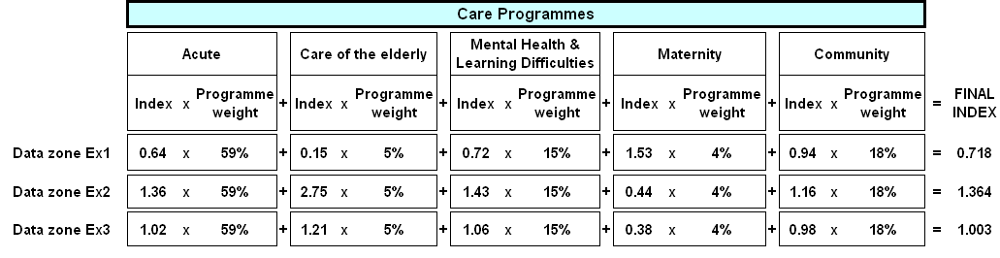 Care Programmes
Acute Care of the elderly Mental Health & Learning Difficulties Maternity Community
Index x Programme weight + Index x Programme weight + Index x Programme weight + Index x Programme weight + Index x Programme weight = FINAL INDEX
Data zone Ex1 0.64 x 59% + 0.15 x 5% + 0.72 x 15% + 1.53 x 4% + 0.94 x 18% = 0.718
Data zone Ex2 1.36 x 59% + 2.75 x 5% + 1.43 x 15% + 0.44 x 4% + 1.16 x 18% = 1.364
Data zone Ex3 1.02 x 59% + 1.21 x 5% + 1.06 x 15% + 0.38 x 4% + 0.98 x 18% = 1.003